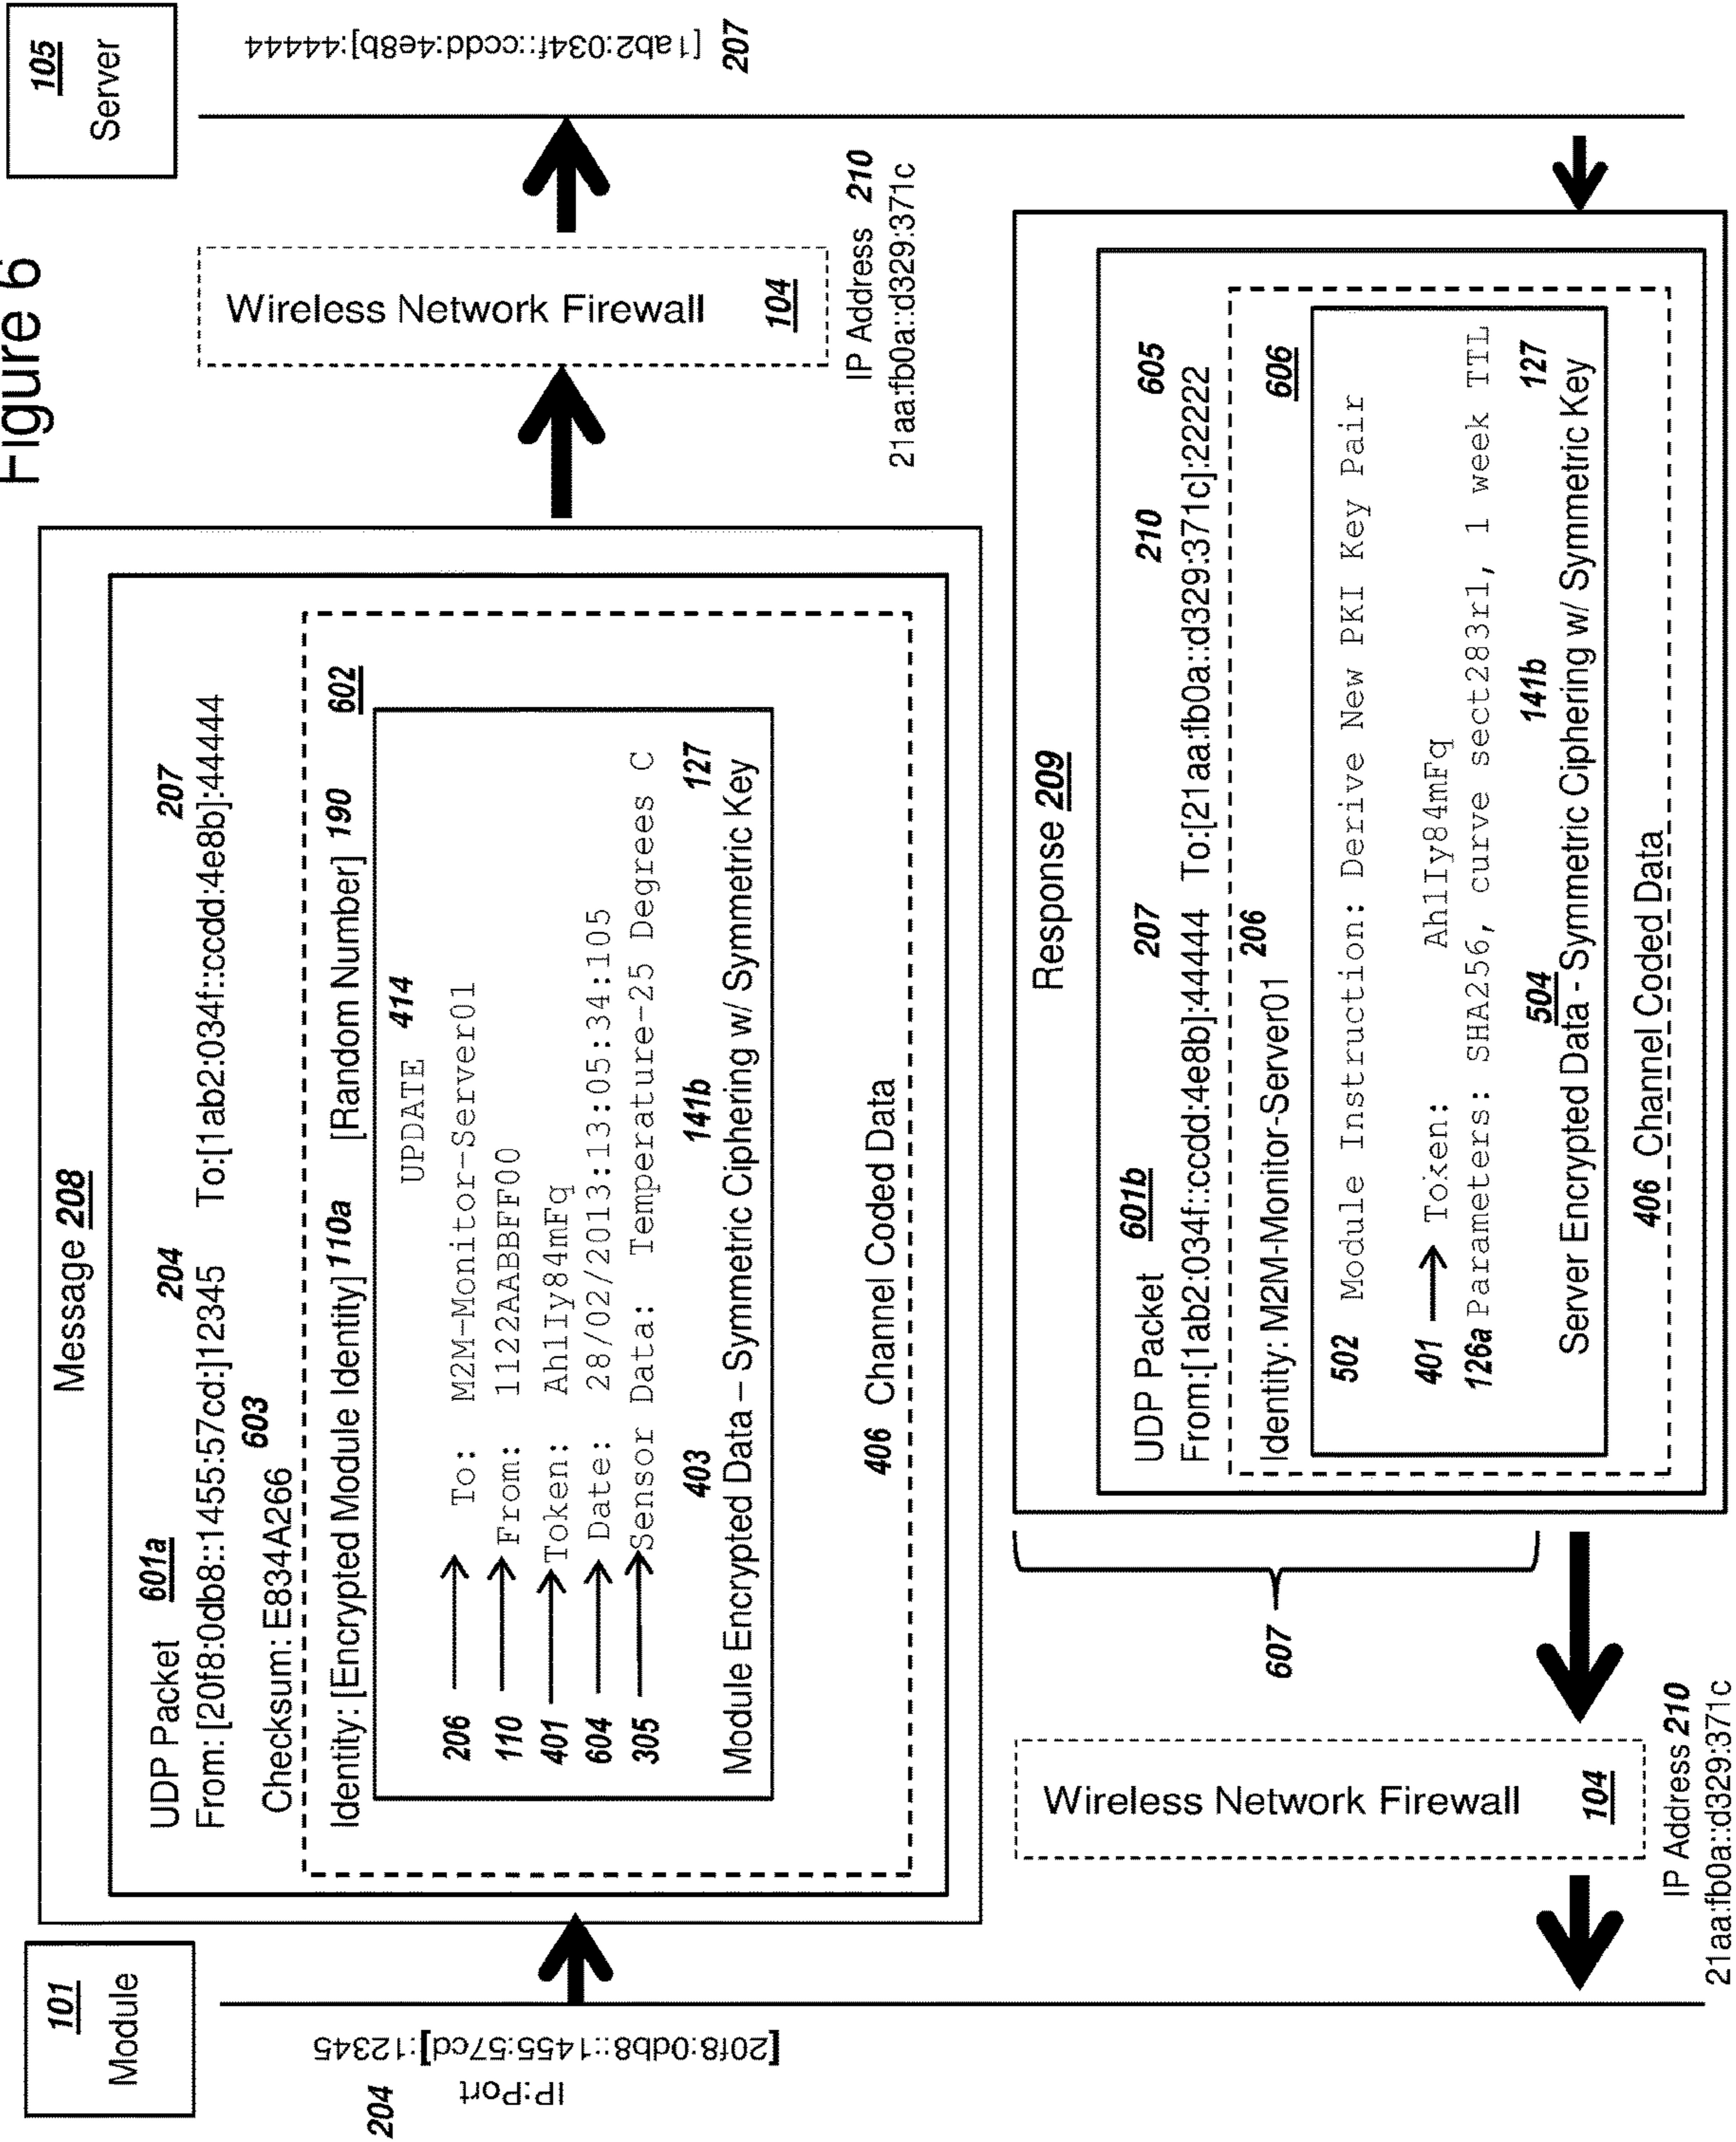 Figure 6
101
Module
105
Server
204
IP:Port
[20f8:0db8::1455:57cd]:12345
Message 208
UDP Packet 601a 204 207
From: [20f8:0db8::1455:57cd:]12345 To:[1ab2:034f::ccdd:4e8b]:44444
Checksum: E834A266 603
Identity: [Encrypted Module Identity] 110a [Random Number] 190 602
UPDATE 414
206 To: M2M-Monitor-Server01
110 From: 1122AABBFF00
401 Token: Ah1Iy84mFq
604 Date: 28/02/2013:13:05:34:105
305 Sensor Data: Temperature-25 Degrees C
403 141b 127
Module Encrypted Data – Symmetric Ciphering w/ Symmetric Key
406 Channel Coded Data
Wireless Network Firewall
104
IP Address 210
21aa:fb0a::d329:371c
[1ab2:034f::ccdd:4e8b]:44444
207
Response 209
UDP Packet 601b 207 210 605
From:[1ab2:034f::ccdd:4e8b]:44444 To:[21aa:fb0a::d329:371c]:22222
Identity: M2M-Monitor-Server01 206 606
502 Module Instruction: Derive New PKI Key Pair
401 Token: Ah1Iy84mFq
126a Parameters: SHA256, curve sect283r1, 1 week TTL
504 141b 127
Server Encrypted Data - Symmetric Ciphering w/ Symmetric Key
406 Channel Coded Data
607
Wireless Network Firewall
104
IP Address 210
21aa:fb0a::d329:371c